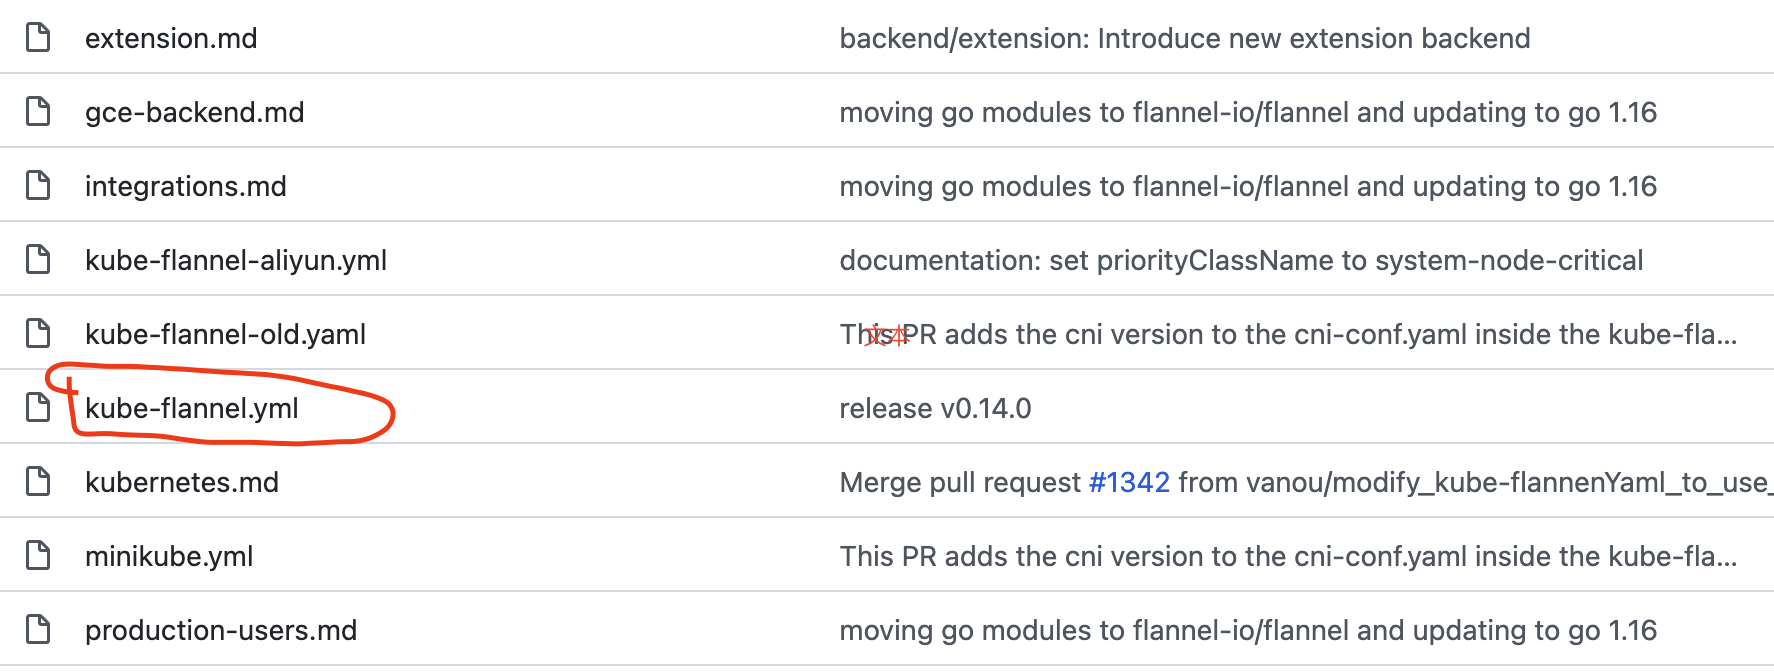 extension.md backend/extension: Introduce new extension backend
gce-backend.md moving go modules to flannel-io/flannel and updating to go 1.16
integrations.md moving go modules to flannel-io/flannel and updating to go 1.16
kube-flannel-aliyun.yml documentation: set priorityClassName to system-node-critical
kube-flannel-old.yaml This PR adds the cni version to the cni-conf.yaml inside the kube-fla...
文本
kube-flannel.yml release v0.14.0
kubernetes.md Merge pull request #1342 from vanou/modify_kube-flannenYaml_to_use_
minikube.yml This PR adds the cni version to the cni-conf.yaml inside the kube-fla...
production-users.md moving go modules to flannel-io/flannel and updating to go 1.16